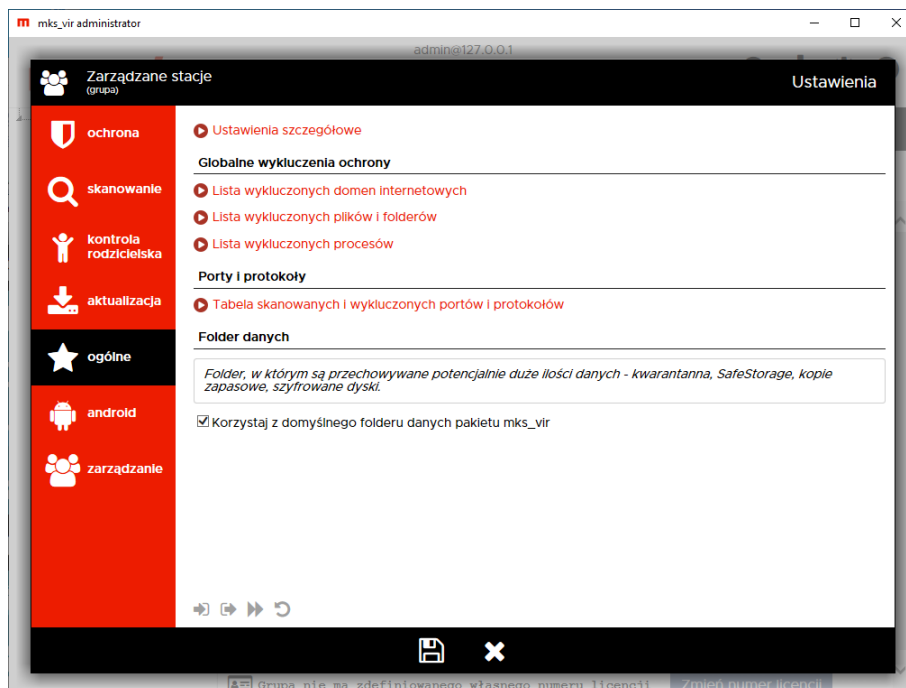 mks_vir administrator
admin@127.0.0.1
Zarządzane stacje
(grupa)
Ustawienia
ochrona
skanowanie
kontrola
rodzicielska
aktualizacja
ogólne
android
zarządzanie
Ustawienia szczegółowe
Globalne wykluczenia ochrony
Lista wykluczonych domen internetowych
Lista wykluczonych plików i folderów
Lista wykluczonych procesów
Porty i protokoły
Tabela skanowanych i wykluczonych portów i protokołów
Folder danych
Folder, w którym są przechowywane potencjalnie duże ilości danych - kwarantanna, SafeStorage, kopie
zapasowe, szyfrowane dyski.
Korzystaj z domyślnego folderu danych pakietu mks_vir
Grupa nie ma zdefiniowanego własnego numeru licencji
Zmień numer licencji